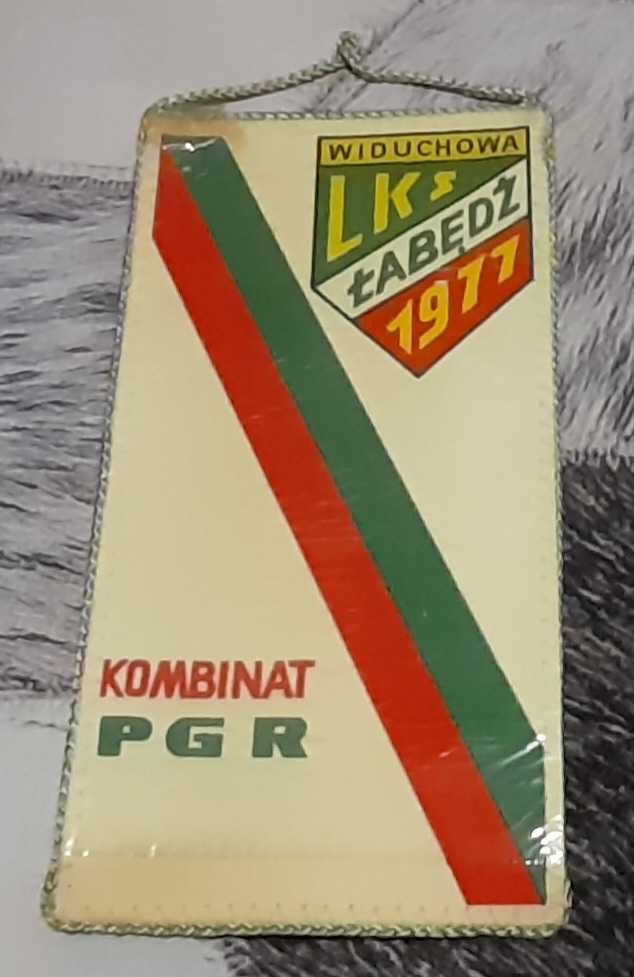 WIDUCHOWA
LKS
ŁABĘDŹ
1977
KOMBINAT
PGR